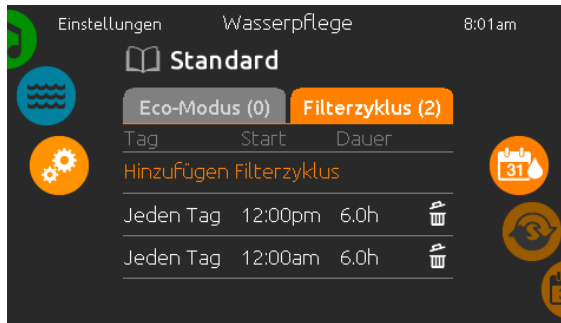 Einstellungen Wasserpflege 8:01am
Standard
Eco-Modus (0) Filterzyklus (2)
Tag Start Dauer
Hinzufügen Filterzyklus
31
Jeden Tag 12:00pm 6.0h
Jeden Tag 12:00am 6.0h